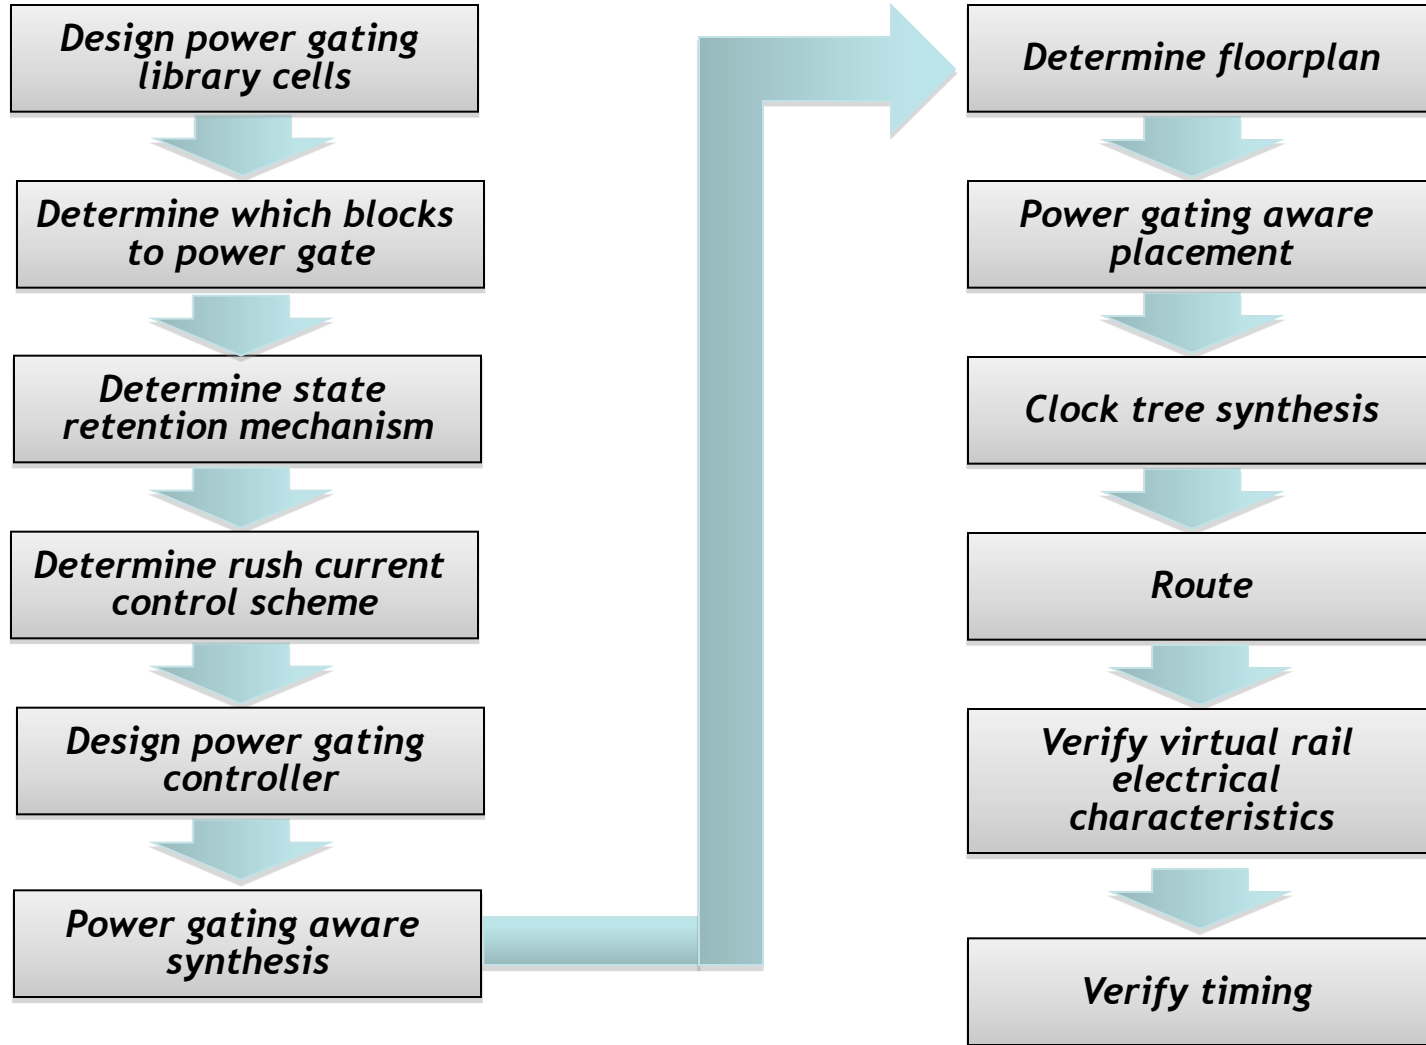 Design power gating
library cells
Determine which blocks
to power gate
Determine state
retention mechanism
Determine rush current
control scheme
Design power gating
controller
Power gating aware
synthesis
Determine floorplan
Power gating aware
placement
Clock tree synthesis
Route
Verify virtual rail
electrical
characteristics
Verify timing